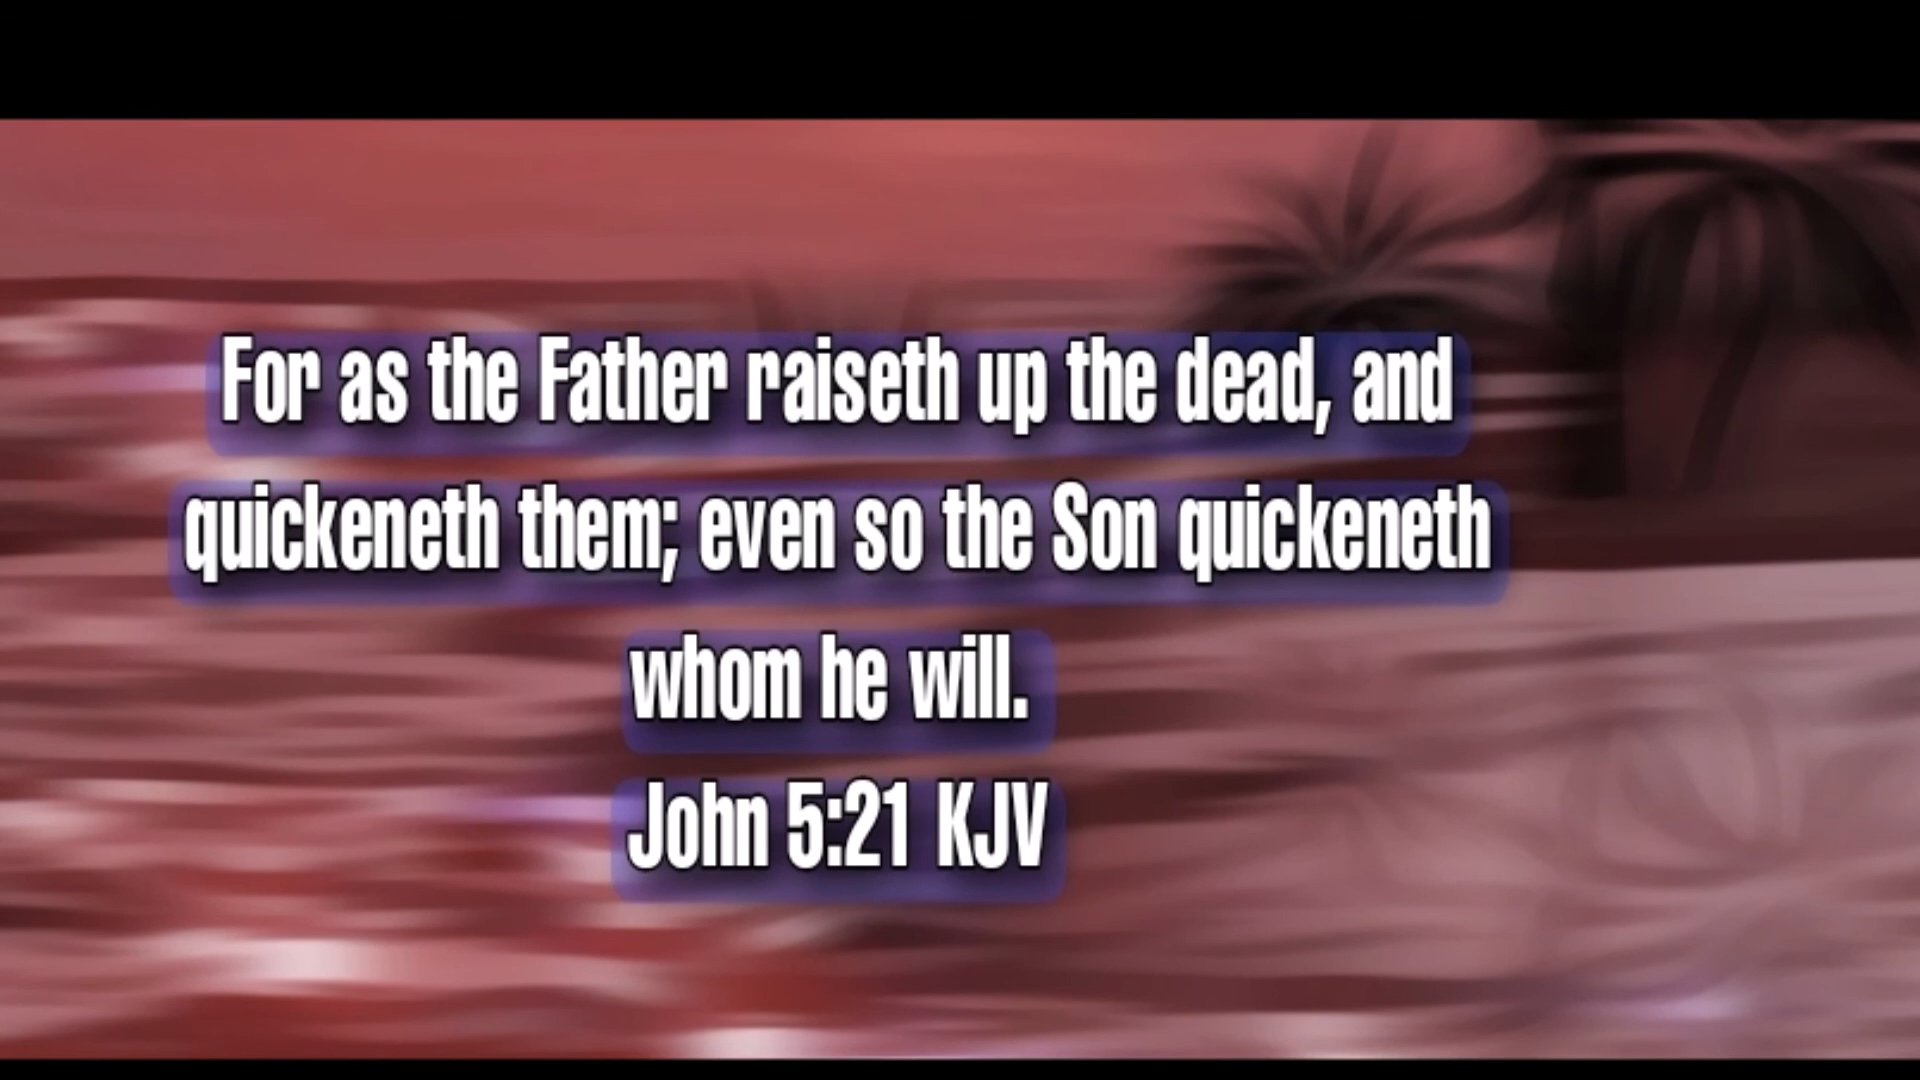 For as the Father raiseth up the dead, and
quickeneth them; even so the Son quickeneth
whom he will.
John 5:21 KJV